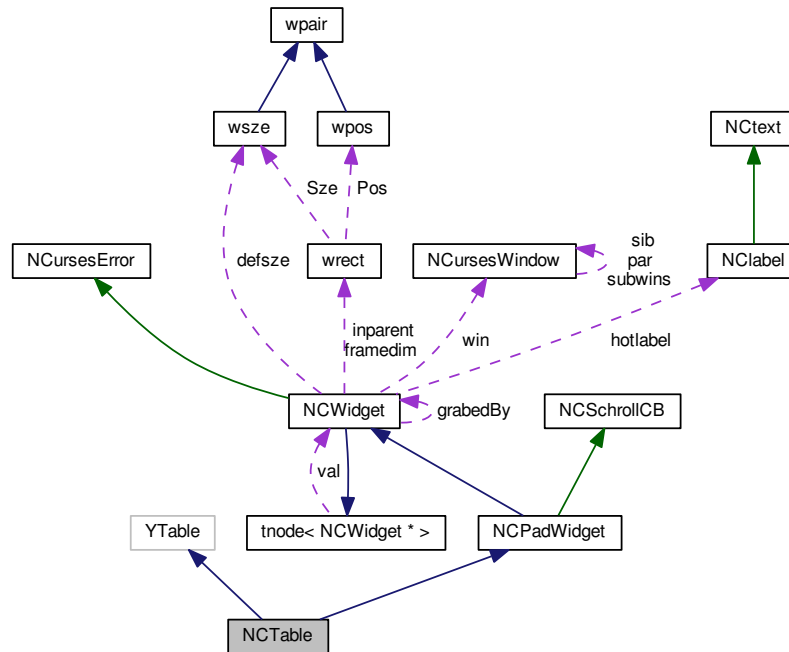 wpair
wsze
wpos
NCtext
Sze
Pos
NCursesError
defsze
wrect
NCursesWindow
sib
par
subwins
NClabel
inparent
framedim
win
hotlabel
NCWidget
grabedBy
NCSchrollCB
val
YTable
tnode< NCWidget * >
NCPadWidget
NCTable